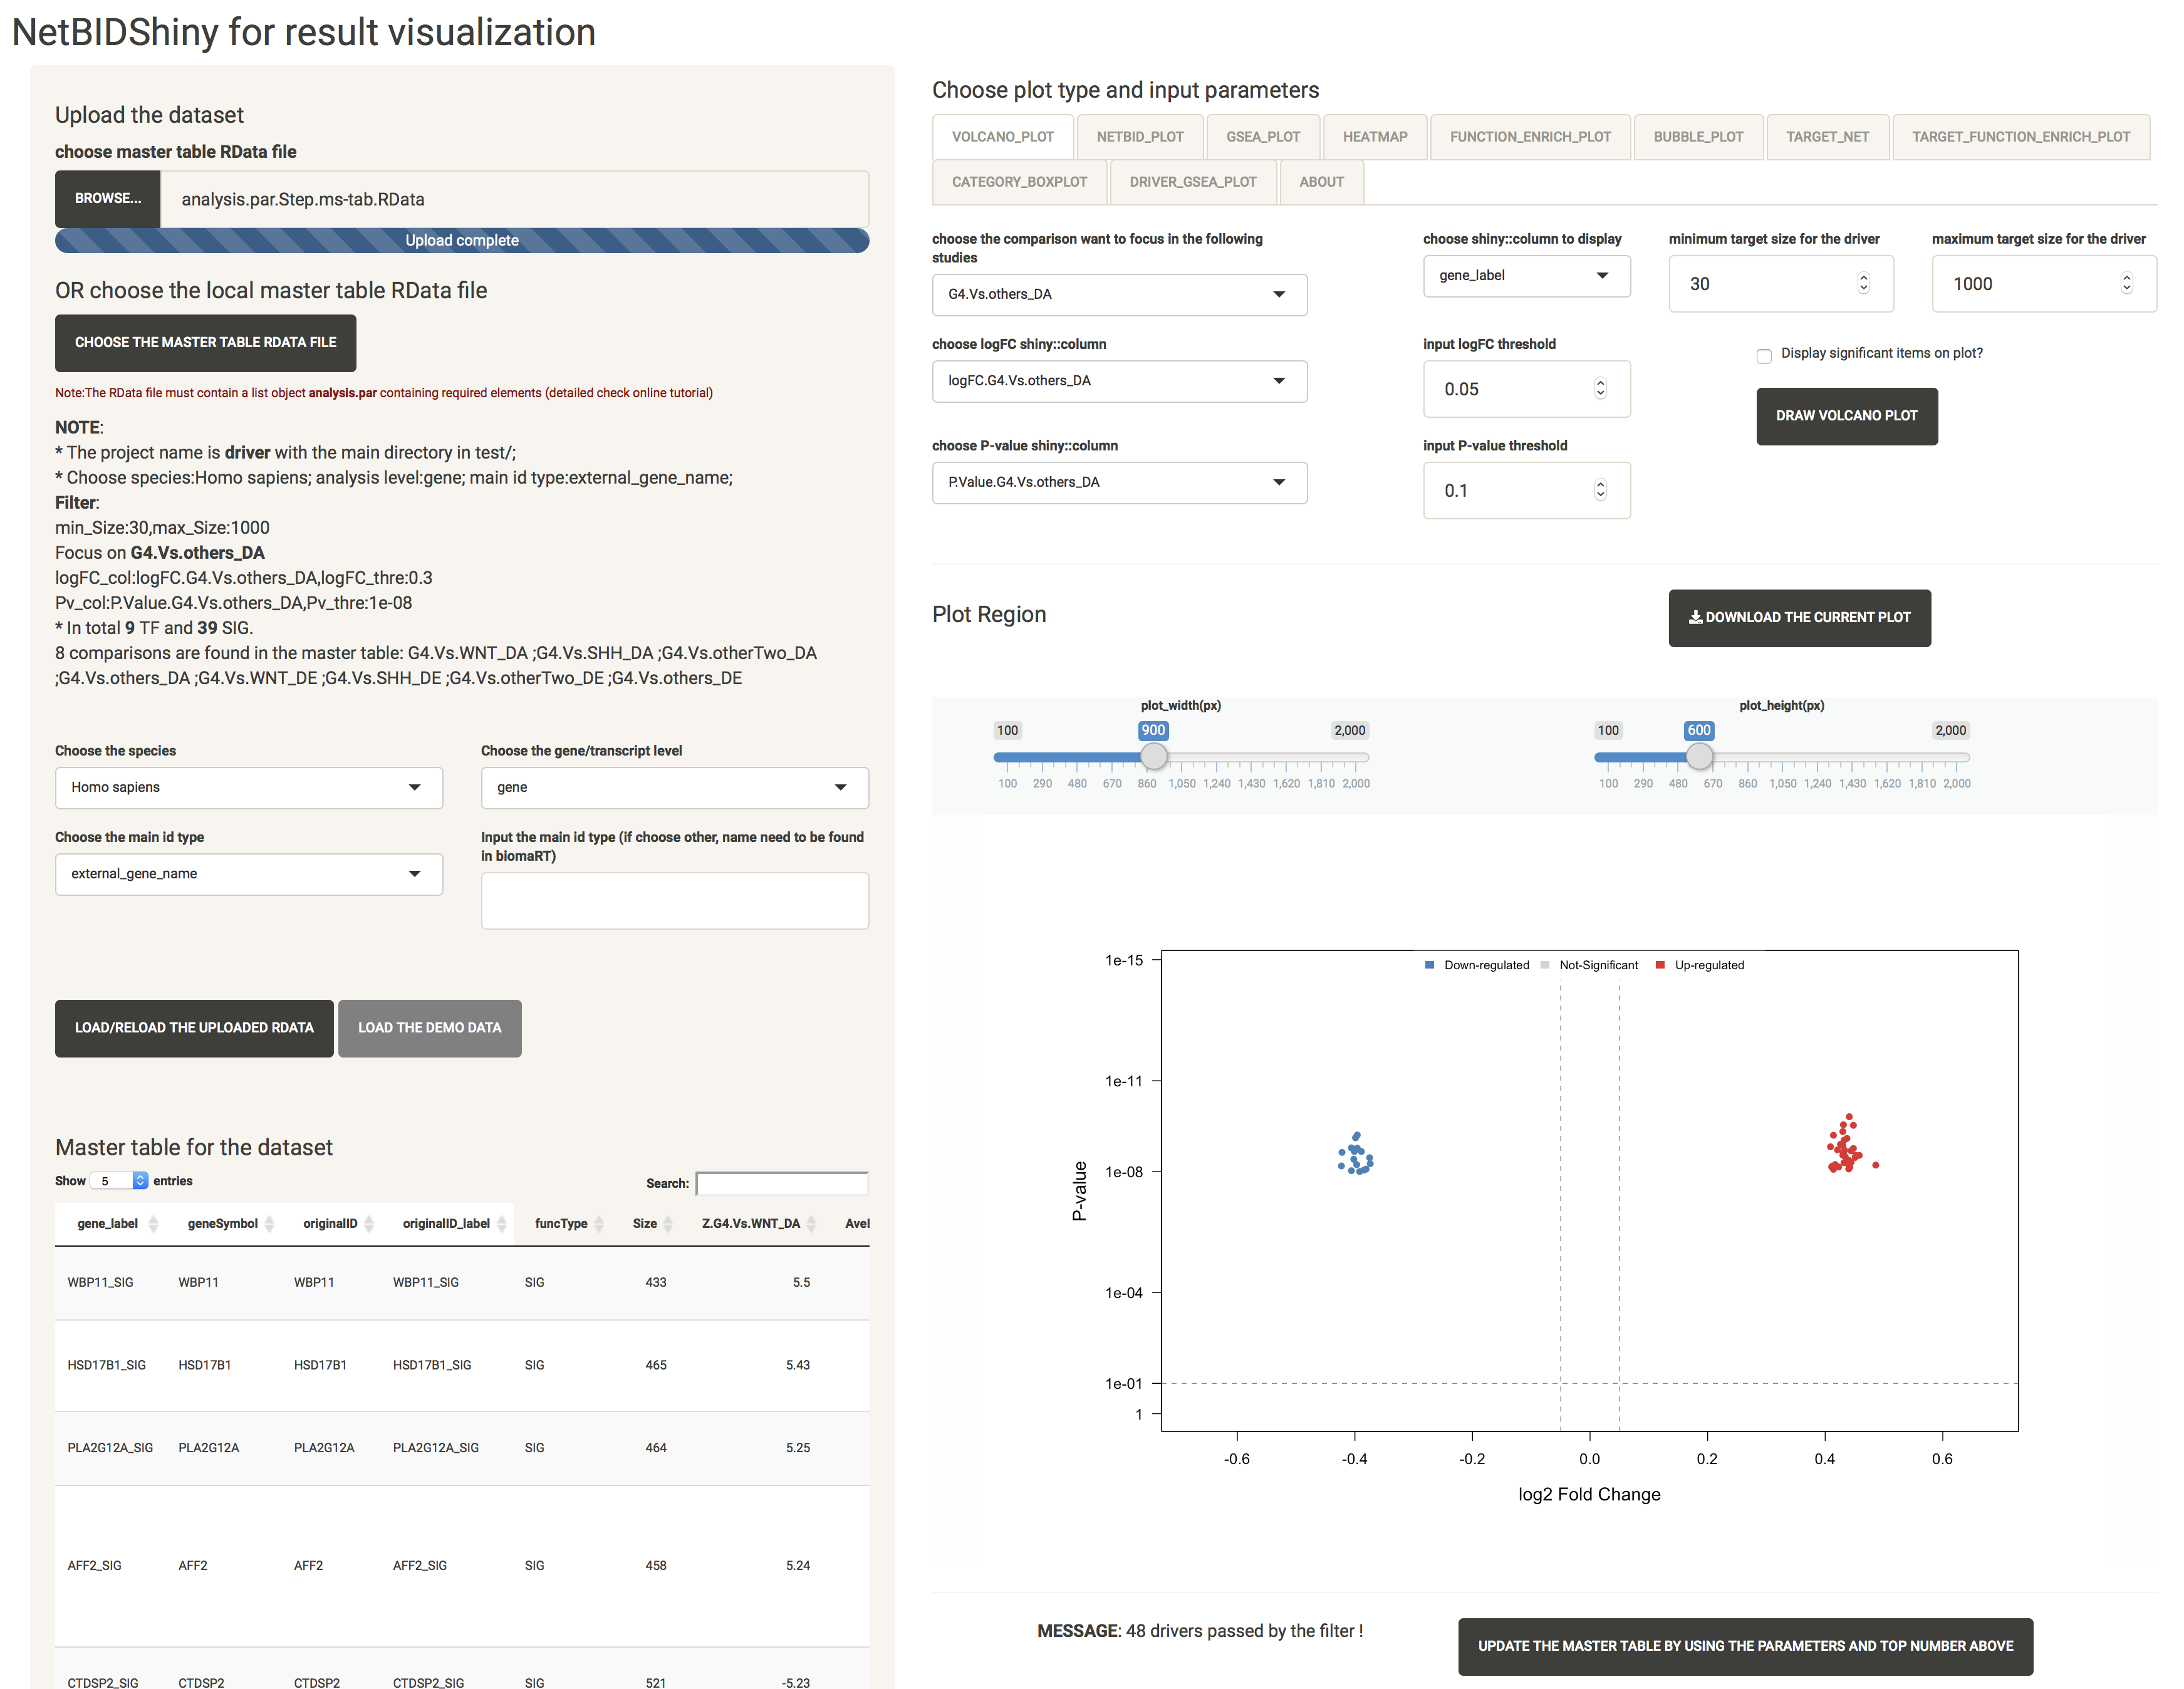 NetBIDShiny for result visualization
Upload the dataset
choose master table RData file
BROWSE...
analysis.par.Step.ms-tab.RData
Upload complete
OR choose the local master table RData file
CHOOSE THE MASTER TABLE RDATA FILE
Note:The RData file must contain a list object analysis.par containing required elements (detailed check online tutorial)
NOTE:
* The project name is driver with the main directory in test/;
* Choose species:Homo sapiens; analysis level:gene; main id type:external_gene_name;
Filter:
min_Size:30,max_Size:1000
Focus on G4.Vs.others_DA
logFC_col:logFC.G4.Vs.others_DA,logFC_thre:0.3
Pv_col:P.Value.G4.Vs.others_DA,Pv_thre:1e-08
* In total 9 TF and 39 SIG.
8 comparisons are found in the master table: G4.Vs.WNT_DA ;G4.Vs.SHH_DA ;G4.Vs.otherTwo_DA
;G4.Vs.others_DA ;G4.Vs.WNT_DE ;G4.Vs.SHH_DE ;G4.Vs.otherTwo_DE ;G4.Vs.others_DE
Choose the species
Homo sapiens
Choose the gene/transcript level
gene
Choose the main id type
external_gene_name
Input the main id type (if choose other, name need to be found
in biomaRT)
LOAD/RELOAD THE UPLOADED RDATA
LOAD THE DEMO DATA
Master table for the dataset
Show 5 entries
Search:
gene_label geneSymbol originalID originalID_label funcType Size Z.G4.Vs.WNT_DA Avel
WBP11_SIG WBP11 WBP11 WBP11_SIG SIG 433 5.5
HSD17B1_SIG HSD17B1 HSD17B1 HSD17B1_SIG SIG 465 5.43
PLA2G12A_SIG PLA2G12A PLA2G12A PLA2G12A_SIG SIG 464 5.25
AFF2_SIG AFF2 AFF2 AFF2_SIG SIG 458 5.24
CTDSP2_SIG CTDSP2 CTDSP2 CTDSP2_SIG SIG 521 -5.23
Choose plot type and input parameters
VOLCANO_PLOT NETBID_PLOT GSEA_PLOT HEATMAP FUNCTION_ENRICH_PLOT BUBBLE_PLOT TARGET_NET TARGET_FUNCTION_ENRICH_PLOT
CATEGORY_BOXPLOT DRIVER_GSEA_PLOT ABOUT
choose the comparison want to focus in the following
studies
G4.Vs.others_DA
choose shiny::column to display
gene_label
minimum target size for the driver
30
maximum target size for the driver
1000
choose logFC shiny::column
logFC.G4.Vs.others_DA
input logFC threshold
0.05
Display significant items on plot?
DRAW VOLCANO PLOT
choose P-value shiny::column
P.Value.G4.Vs.others_DA
input P-value threshold
0.1
Plot Region
DOWNLOAD THE CURRENT PLOT
plot_width(px)
100 900 2,000
100 290 480 670 860 1,050 1,240 1,430 1,620 1,810 2,000
plot_height(px)
100 600 2,000
100 290 480 670 860 1,050 1,240 1,430 1,620 1,810 2,000
Down-regulated Not-Significant Up-regulated
P-value
1e-15
1e-11
1e-08
1e-04
1e-01
1
-0.6 -0.4 -0.2 0.0 0.2 0.4 0.6
log2 Fold Change
MESSAGE: 48 drivers passed by the filter !
UPDATE THE MASTER TABLE BY USING THE PARAMETERS AND TOP NUMBER ABOVE